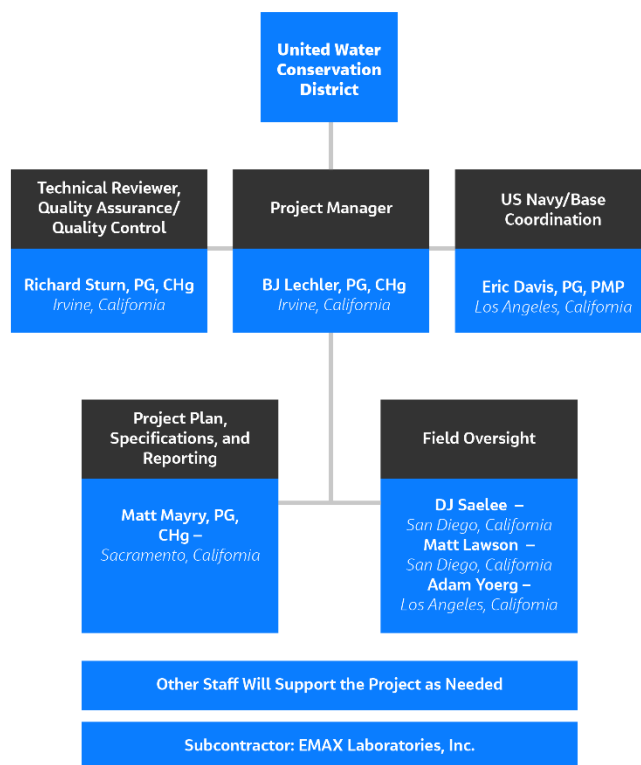 United Water
Conservation
District
Technical Reviewer,
Quality Assurance/
Quality Control
Richard Sturn, PG, CHg
Irvine, California
Project Manager
BJ Lechler, PG, CHg
Irvine, California
US Navy/Base
Coordination
Eric Davis, PG, PMP
Los Angeles, California
Project Plan,
Specifications, and
Reporting
Matt Mayry, PG,
CHg –
Sacramento, California
Field Oversight
DJ Saelee –
San Diego, California
Matt Lawson –
San Diego, California
Adam Yoerg –
Los Angeles, California
Other Staff Will Support the Project as Needed
Subcontractor: EMAX Laboratories, Inc.